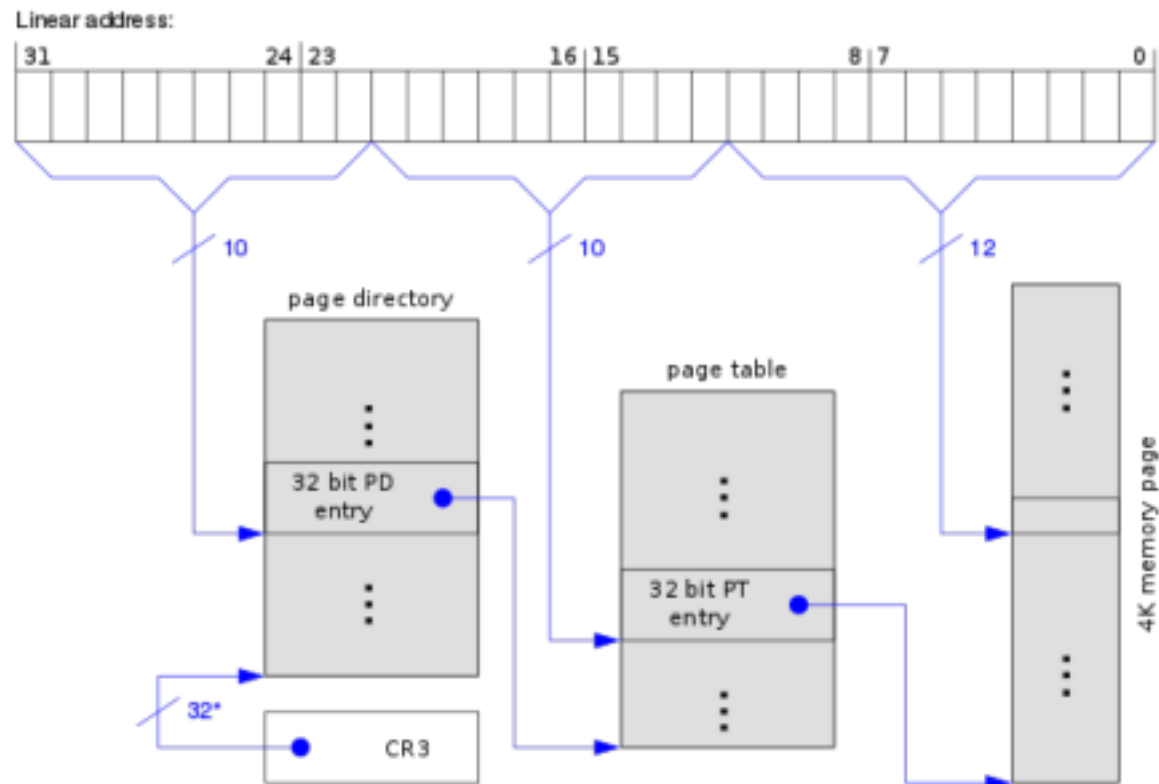 Linear address:
31 24 23 16 15 8 7 0
10 10 12
page directory
page table
32 bit PD
entry
32 bit PT
entry
4K memory page
32*
CR3